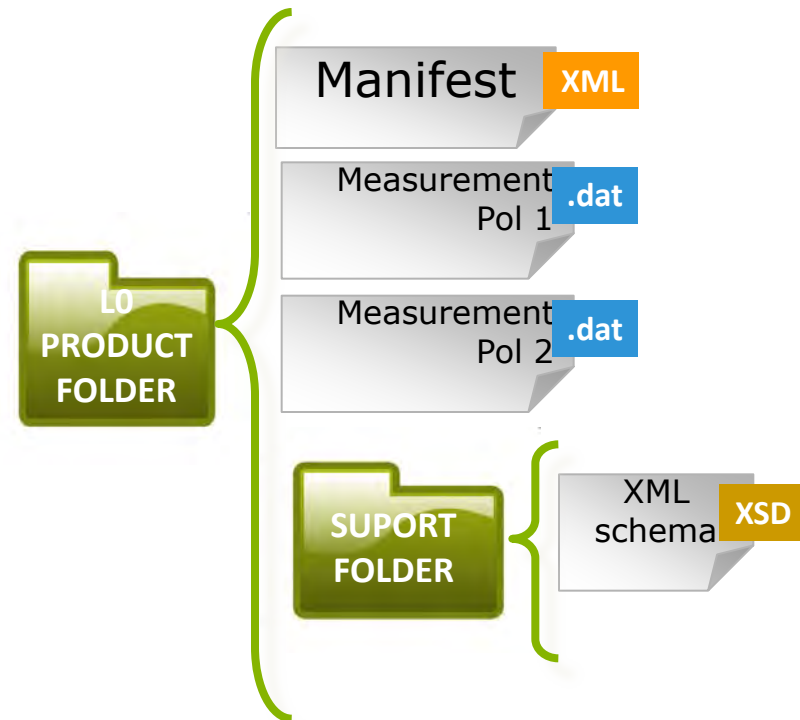 Manifest
XML
Measurement
Pol 1
.dat
L0
PRODUCT
FOLDER
Measurement
Pol 2
.dat
SUPORT
FOLDER
XML
schema
XSD